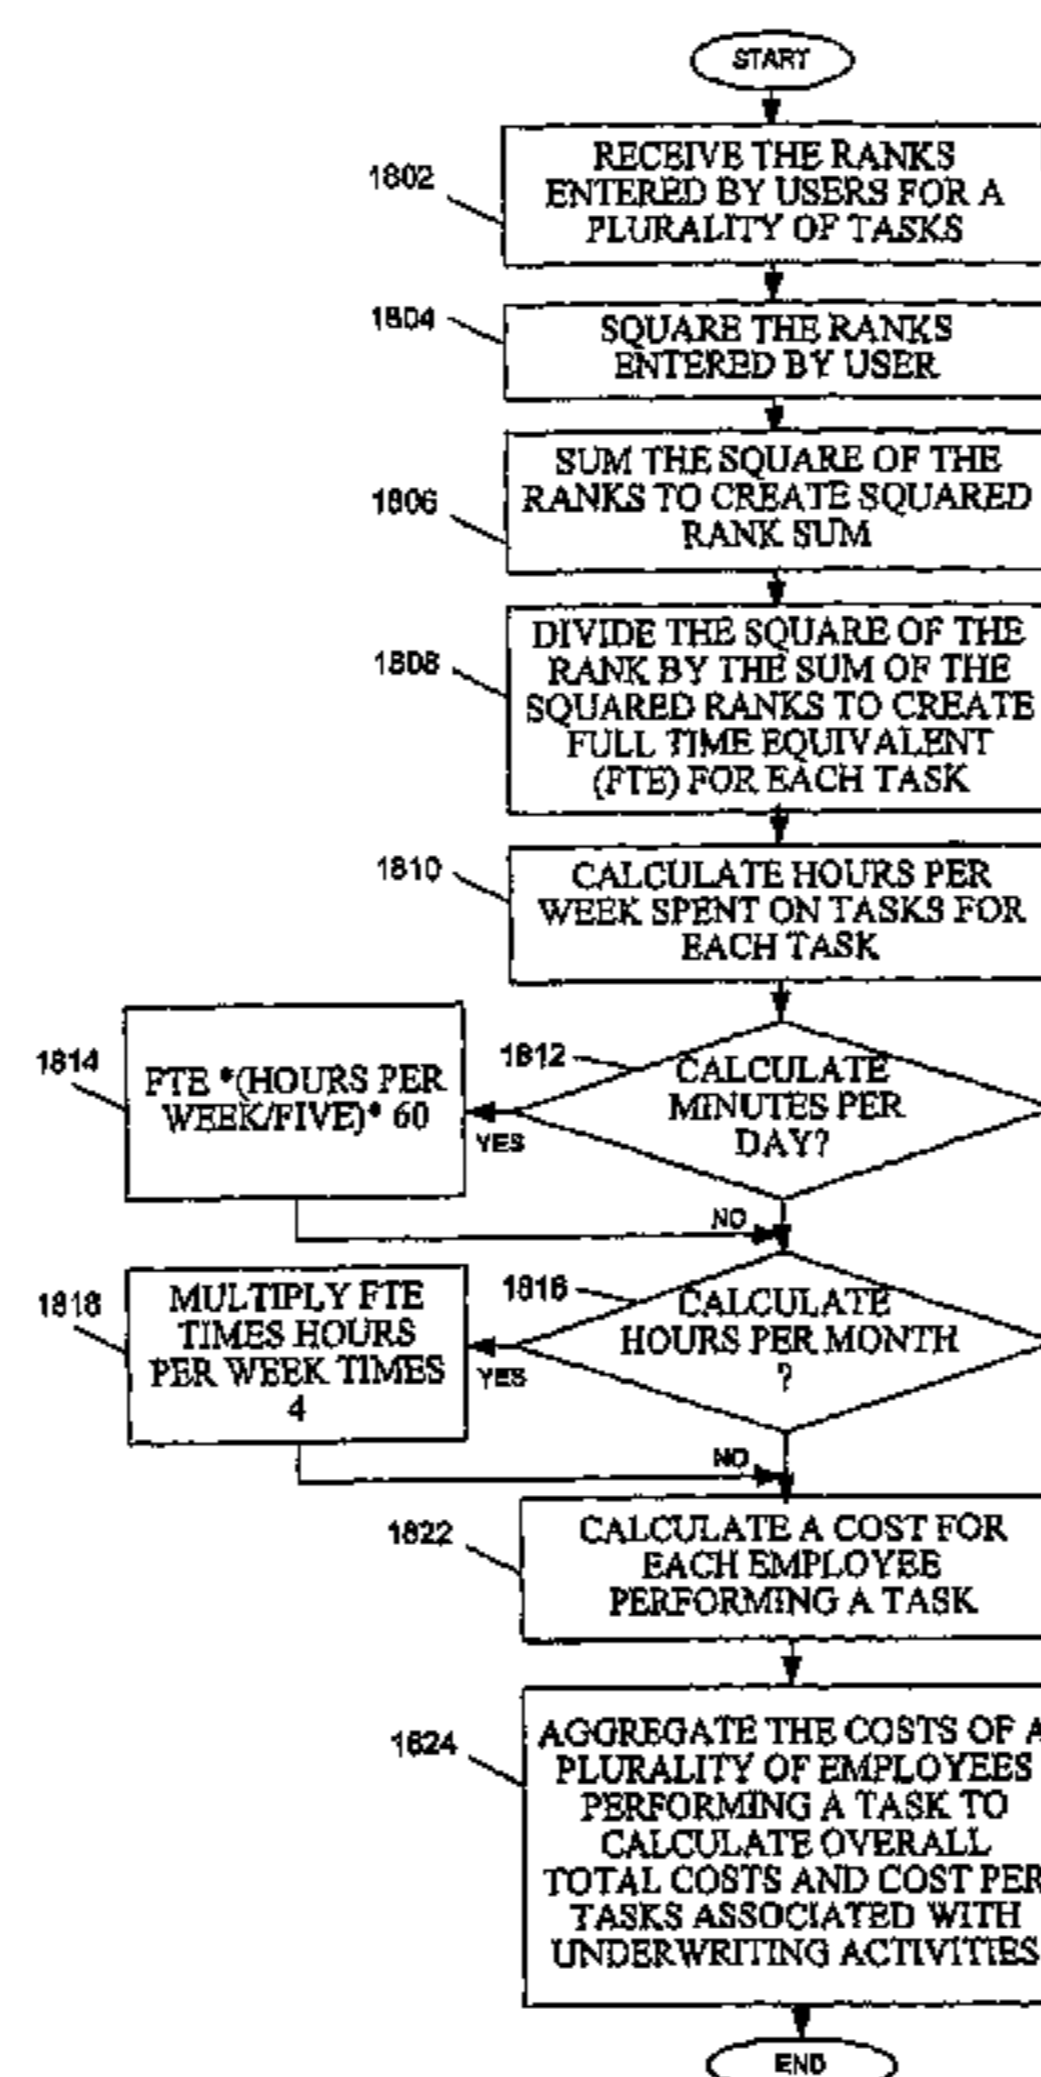 START
1802
RECEIVE THE RANKS
ENTERED BY USERS FOR A
PLURALITY OF TASKS
1804
SQUARE THE RANKS
ENTERED BY USER
1806
SUM THE SQUARE OF THE
RANKS TO CREATE SQUARED
RANK SUM
1808
DIVIDE THE SQUARE OF THE
RANK BY THE SUM OF THE
SQUARED RANKS TO CREATE
FULL TIME EQUIVALENT
(FTE) FOR EACH TASK
1810
CALCULATE HOURS PER
WEEK SPENT ON TASKS FOR
EACH TASK
1812
CALCULATE
MINUTES PER
DAY?
YES
1814
FTE *(HOURS PER
WEEK/FIVE)* 60
NO
1816
CALCULATE
HOURS PER MONTH
?
YES
1818
MULTIPLY FTE
TIMES HOURS
PER WEEK TIMES
4
NO
1822
CALCULATE A COST FOR
EACH EMPLOYEE
PERFORMING A TASK
1824
AGGREGATE THE COSTS OF A
PLURALITY OF EMPLOYEES
PERFORMING A TASK TO
CALCULATE OVERALL
TOTAL COSTS AND COST PER
TASKS ASSOCIATED WITH
UNDERWRITING ACTIVITIES
END